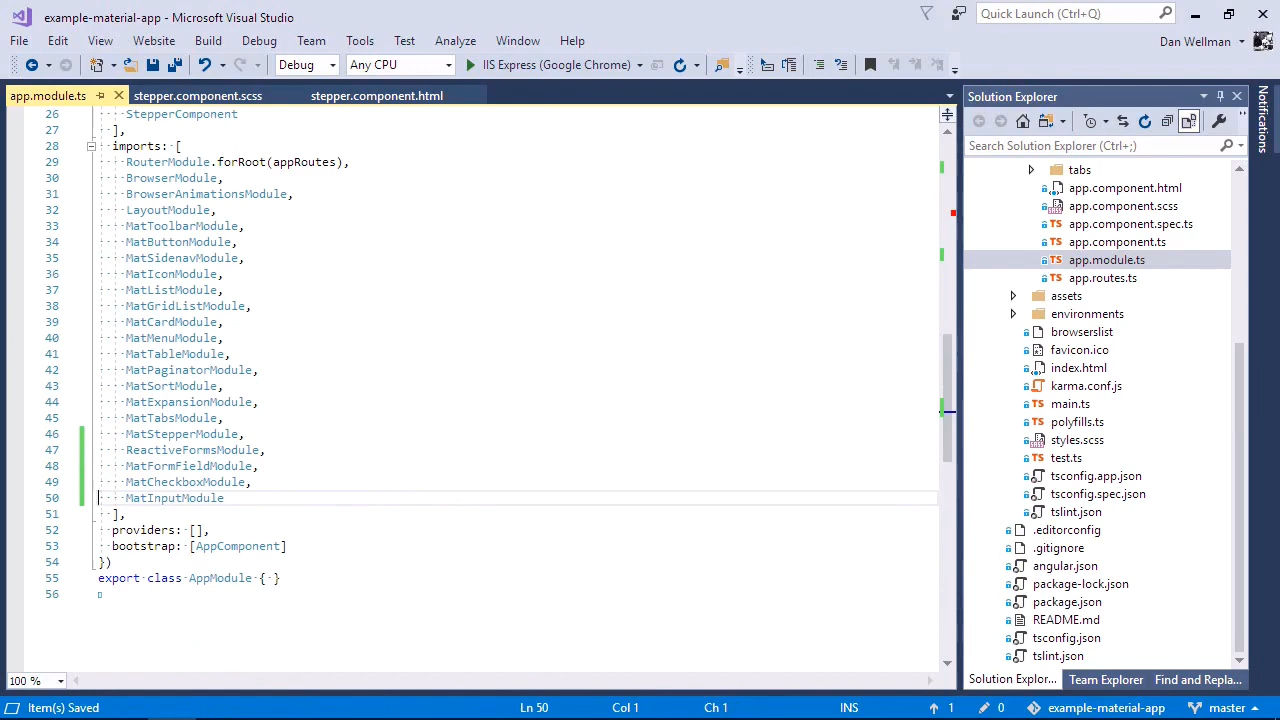 example-material-app - Microsoft Visual Studio
Quick Launch (Ctrl+Q)
File Edit View Website Build Debug Team Tools Test Analyze Window Help
Dan Wellman
Debug Any CPU IIS Express (Google Chrome)
app.module.ts stepper.component.scss stepper.component.html
26 StepperComponent
27 ],
28 imports: [
29 RouterModule.forRoot(appRoutes),
30 BrowserModule,
31 BrowserAnimationsModule,
32 LayoutModule,
33 MatToolbarModule,
34 MatButtonModule,
35 MatSidenavModule,
36 MatIconModule,
37 MatListModule,
38 MatGridListModule,
39 MatCardModule,
40 MatMenuModule,
41 MatTableModule,
42 MatPaginatorModule,
43 MatSortModule,
44 MatExpansionModule,
45 MatTabsModule,
46 MatStepperModule,
47 ReactiveFormsModule,
48 MatFormFieldModule,
49 MatCheckboxModule,
50 MatInputModule
51 ],
52 providers: [],
53 bootstrap: [AppComponent]
54 })
55 export class AppModule { }
56
100 %
Solution Explorer
Search Solution Explorer (Ctrl+;)
tabs
app.component.html
app.component.scss
TS app.component.spec.ts
TS app.component.ts
TS app.module.ts
TS app.routes.ts
assets
environments
browserslist
favicon.ico
index.html
karma.conf.js
TS main.ts
TS polyfills.ts
styles.scss
TS test.ts
tsconfig.app.json
tsconfig.spec.json
tslint.json
.editorconfig
.gitignore
angular.json
package-lock.json
package.json
README.md
tsconfig.json
tslint.json
Solution Explor... Team Explorer Find and Repla...
Notifications
Item(s) Saved Ln 50 Col 1 Ch 1 INS 1 0 example-material-app master